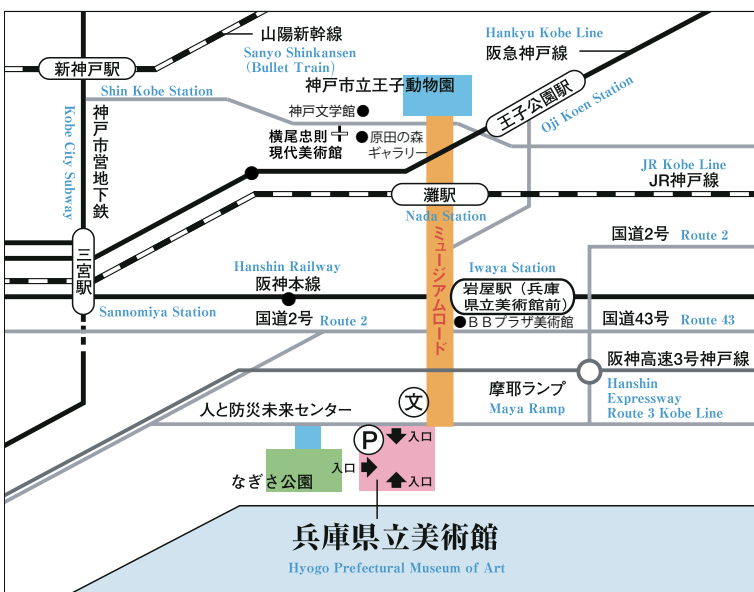 山陽新幹線
Sanyo Shinkansen
(Bullet Train)
Hankyu Kobe Line
阪急神戸線
新神戸駅
Shin Kobe Station
神戸市立王子動物園
王子公園駅
Oji Koen Station
神戸文学館
横尾忠則
現代美術館
原田の森
ギャラリー
神戸市営地下鉄
Kobe City Subway
JR Kobe Line
JR神戸線
灘駅
Nada Station
ミュージアムロード
国道2号 Route 2
三宮駅
Sannomiya Station
Hanshin Railway
阪神本線
Iwaya Station
岩屋駅（兵庫
県立美術館前）
BBプラザ美術館
国道2号 Route 2
国道43号 Route 43
阪神高速3号神戸線
Hanshin
Expressway
Route 3 Kobe Line
摩耶ランプ
Maya Ramp
文
人と防災未来センター
P
入口
入口
入口
なぎさ公園
兵庫県立美術館
Hyogo Prefectural Museum of Art